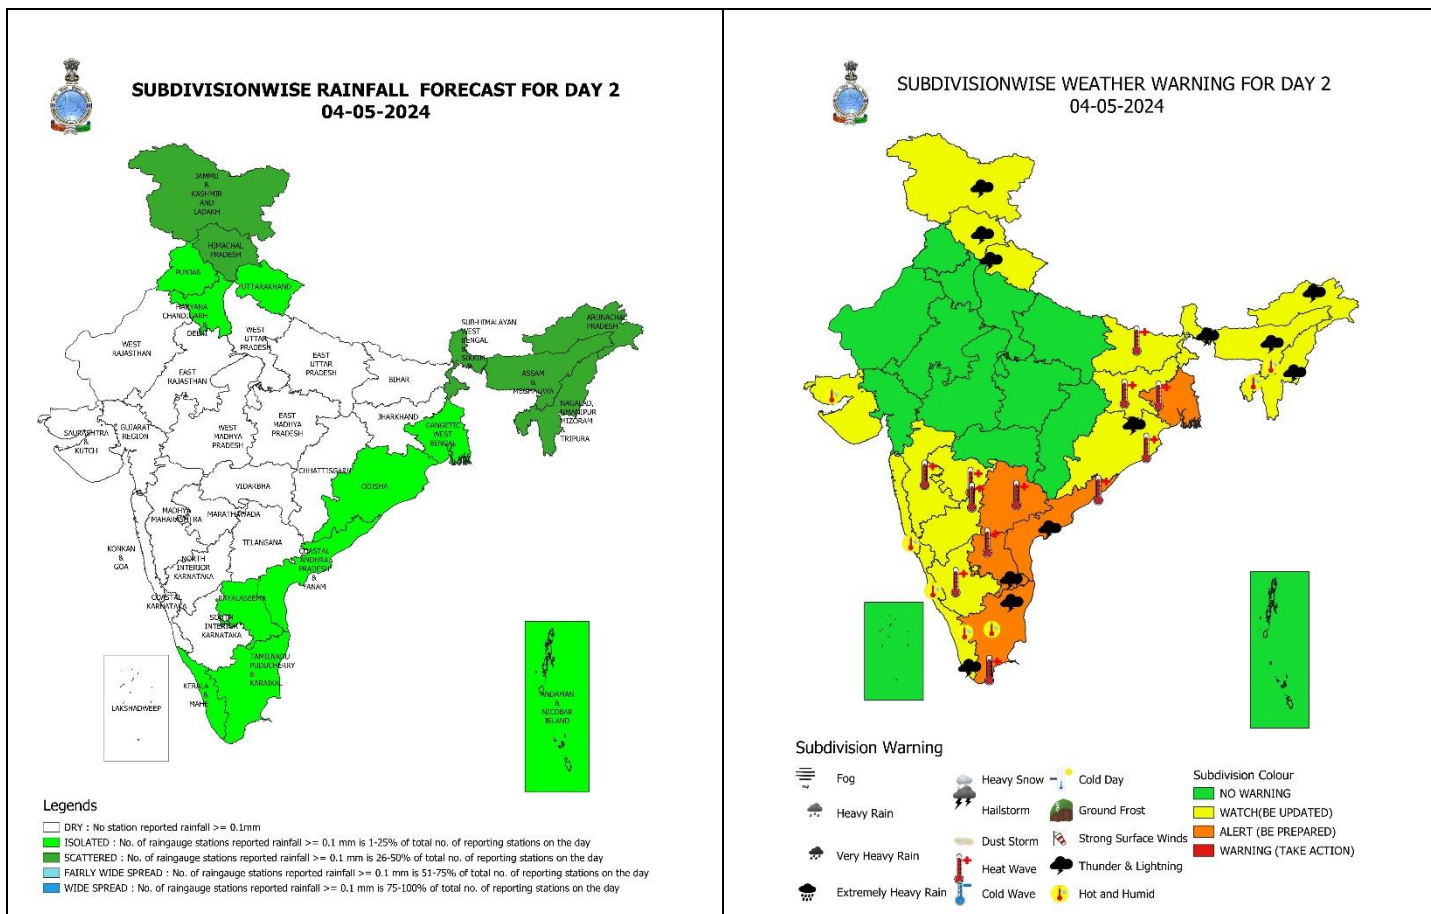 SUBDIVISIONWISE RAINFALL FORECAST FOR DAY 2
04-05-2024
JAMMU
&
KASHMIR
AND
LADAKH
HIMACHAL
PRADESH
PUNJAB
UTTARAKHAND
HARYANA
CHANDIGARH
&
DELHI
WEST
UTTAR
PRADESH
WEST
RAJASTHAN
EAST
RAJASTHAN
EAST
UTTAR
PRADESH
BIHAR
SUB-HIMALAYAN
WEST
BENGAL
&
SIKKIM
ARUNACHAL
PRADESH
ASSAM
&
MEGHALAYA
NAGALAD,
MANIPUR
MIZORAM
&
TRIPURA
JHARKHAND
GANGETIC
WEST
BENGAL
SAURASHTRA
&
KUTCH
GUJARAT
REGION
WEST
MADHYA
PRADESH
EAST
MADHYA
PRADESH
CHHATTISGARH
ODISHA
VIDARBHA
MADHYA
MAHARASHTRA
MARATHAWADA
TELANGANA
KONKAN
&
GOA
NORTH
INTERIOR
KARNATAKA
COASTAL
ANDHRA
PRADESH
&
YANAM
COASTAL
KARNATAKA
RAYALASEEMA
SOUTH
INTERIOR
KARNATAKA
TAMILNADU
PUDUCHERRY
&
KARAIKAL
KERALA
&
MAHE
LAKSHADWEEP
ANDAMAN
&
NICOBAR
ISLAND
Legends
DRY : No station reported rainfall >= 0.1mm
ISOLATED : No. of raingauge stations reported rainfall >= 0.1 mm is 1-25% of total no. of reporting stations on the day
SCATTERED : No. of raingauge stations reported rainfall >= 0.1 mm is 26-50% of total no. of reporting stations on the day
FAIRLY WIDE SPREAD : No. of raingauge stations reported rainfall >= 0.1 mm is 51-75% of total no. of reporting stations on the day
WIDE SPREAD : No. of raingauge stations reported rainfall >= 0.1 mm is 75-100% of total no. of reporting stations on the day
SUBDIVISIONWISE WEATHER WARNING FOR DAY 2
04-05-2024
Subdivision Warning
Fog
Heavy Rain
Very Heavy Rain
Extremely Heavy Rain
Heavy Snow
Hailstorm
Dust Storm
Heat Wave
Cold Wave
Cold Day
Ground Frost
Strong Surface Winds
Thunder & Lightning
Hot and Humid
Subdivision Colour
NO WARNING
WATCH(BE UPDATED)
ALERT (BE PREPARED)
WARNING (TAKE ACTION)